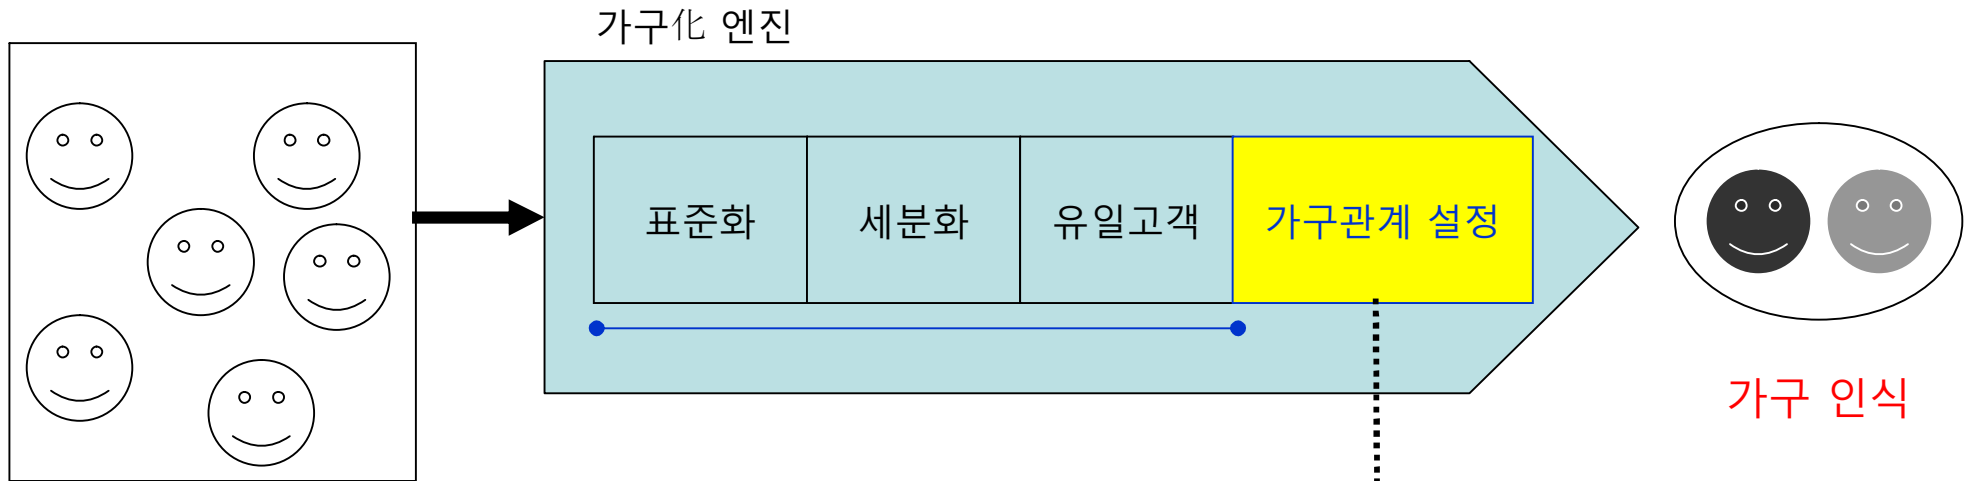 가구化 엔진
표준화
세분화
유일고객
가구관계 설정
가구 인식